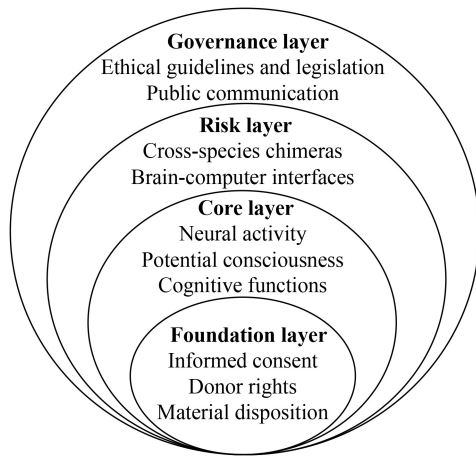 Governance layer
Ethical guidelines and legislation
Public communication
Risk layer
Cross-species chimeras
Brain-computer interfaces
Core layer
Neural activity
Potential consciousness
Cognitive functions
Foundation layer
Informed consent
Donor rights
Material disposition